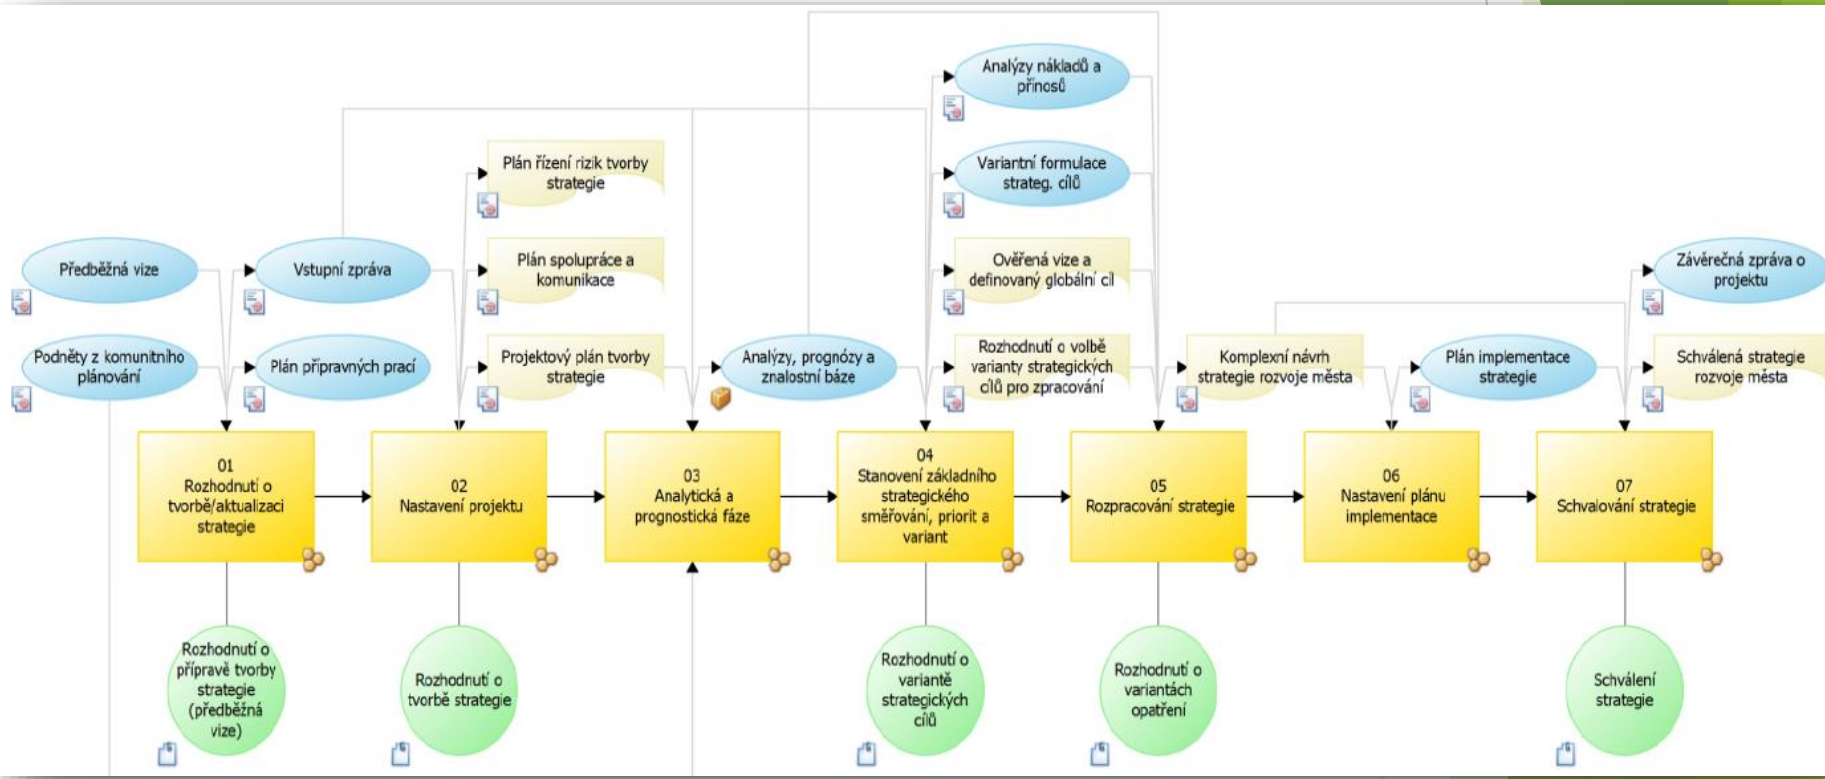 Analýzy nákladů a
přínosů
Plán řízení rizik tvorby
strategie
Variantní formulace
strateg. cílů
Předběžná vize
Vstupní zpráva
Plán spolupráce a
komunikace
Ověřená vize a
definovaný globální cíl
Závěrečná zpráva o
projektu
Podněty z komunitního
plánování
Plán přípravných prací
Projektový plán tvorby
strategie
Analýzy, prognózy a
znalostní báze
Rozhodnutí o volbě
varianty strategických
cílů pro zpracování
Komplexní návrh
strategie rozvoje města
Plán implementace
strategie
Schválená strategie
rozvoje města
01
Rozhodnutí o
tvorbě/aktualizaci
strategie
02
Nastavení projektu
03
Analytická a
prognostická fáze
04
Stanovení základního
strategického
směřování, priorit a
variant
05
Rozpracování strategie
06
Nastavení plánu
implementace
07
Schvalování strategie
Rozhodnutí o
přípravě tvorby
strategie
(předběžná
vize)
Rozhodnutí o
tvorbě strategie
Rozhodnutí o
variantě
strategických
cílů
Rozhodnutí o
variantách
opatření
Schválení
strategie